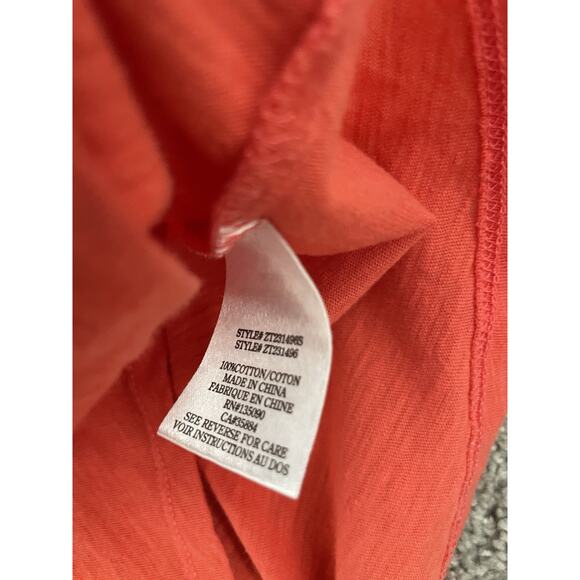 STYLE# ZT231496S
STYLE# ZT231496
100%COTTON/COTON
MADE IN CHINA
FABRIQUE EN CHINE
RN#135090
CA#35684
SEE REVERSE FOR CARE
VOIR INSTRUCTIONS AU DOS